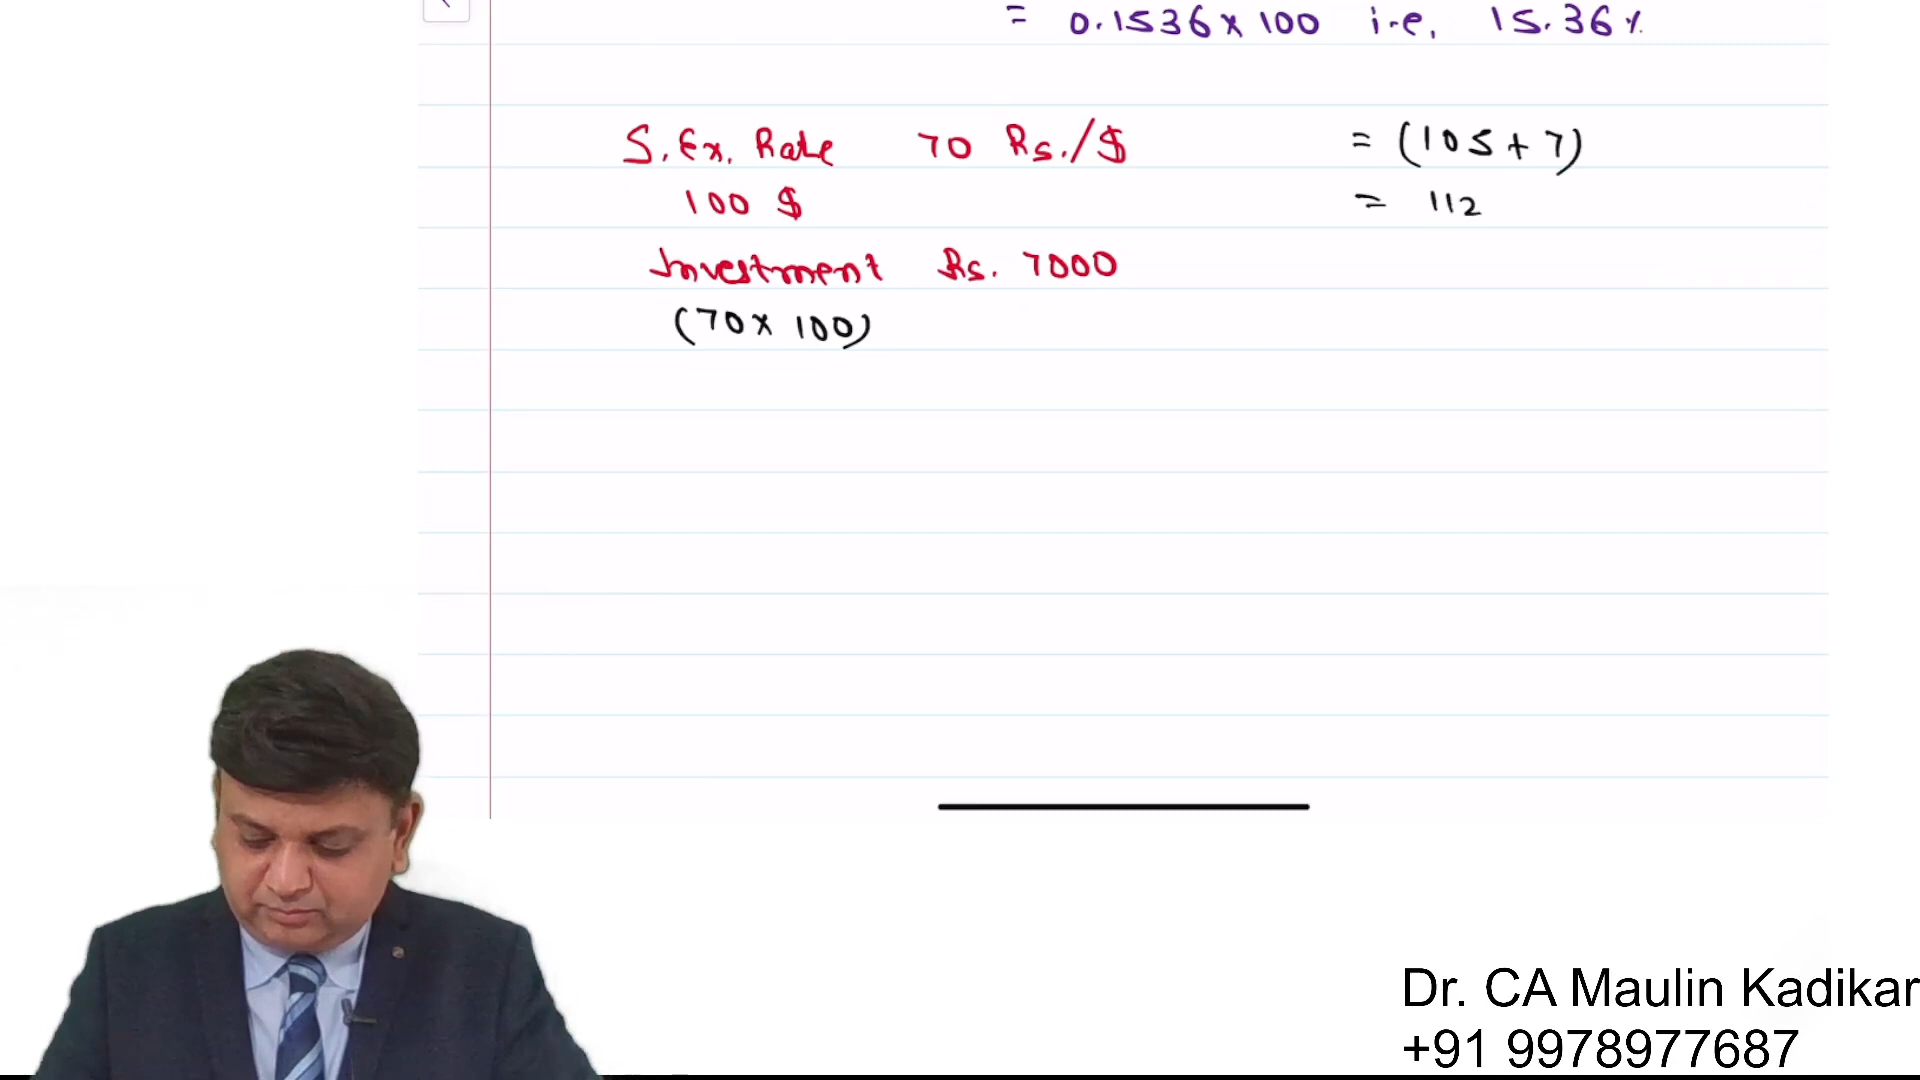 = 0.1536 x 100 i.e. 15.36 %
S. Ex. Rate 70 Rs./$
= (105 + 7)
100 $
= 112
Investment Rs. 7000
(70 x 100)
Dr. CA Maulin Kadikar
+91 9978977687